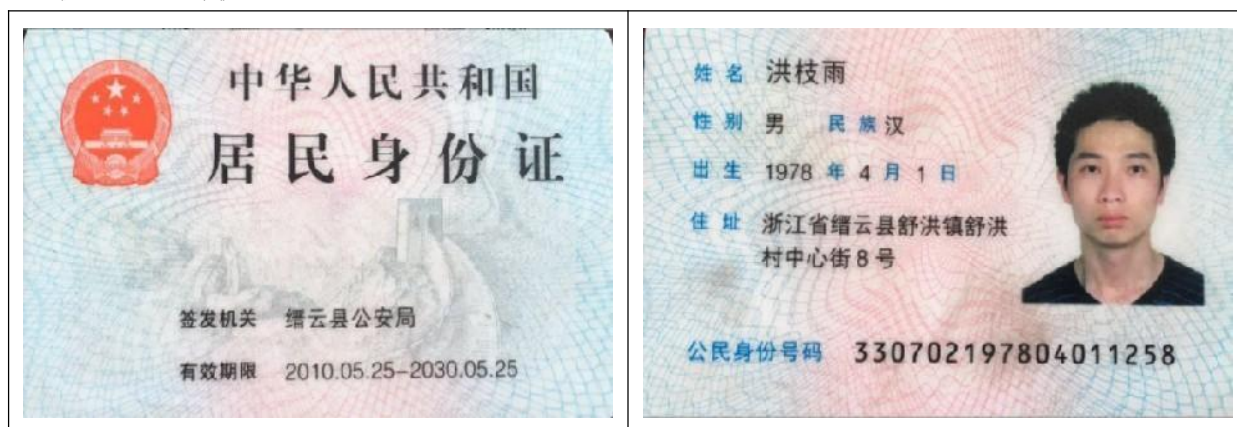 中华人民共和国
居民身份证
签发机关 缙云县公安局
有效期限 2010.05.25-2030.05.25
姓名 洪枝雨
性别 男 民族 汉
出生 1978 年 4 月 1 日
住址 浙江省缙云县舒洪镇舒洪
村中心街8号
公民身份号码 330702197804011258